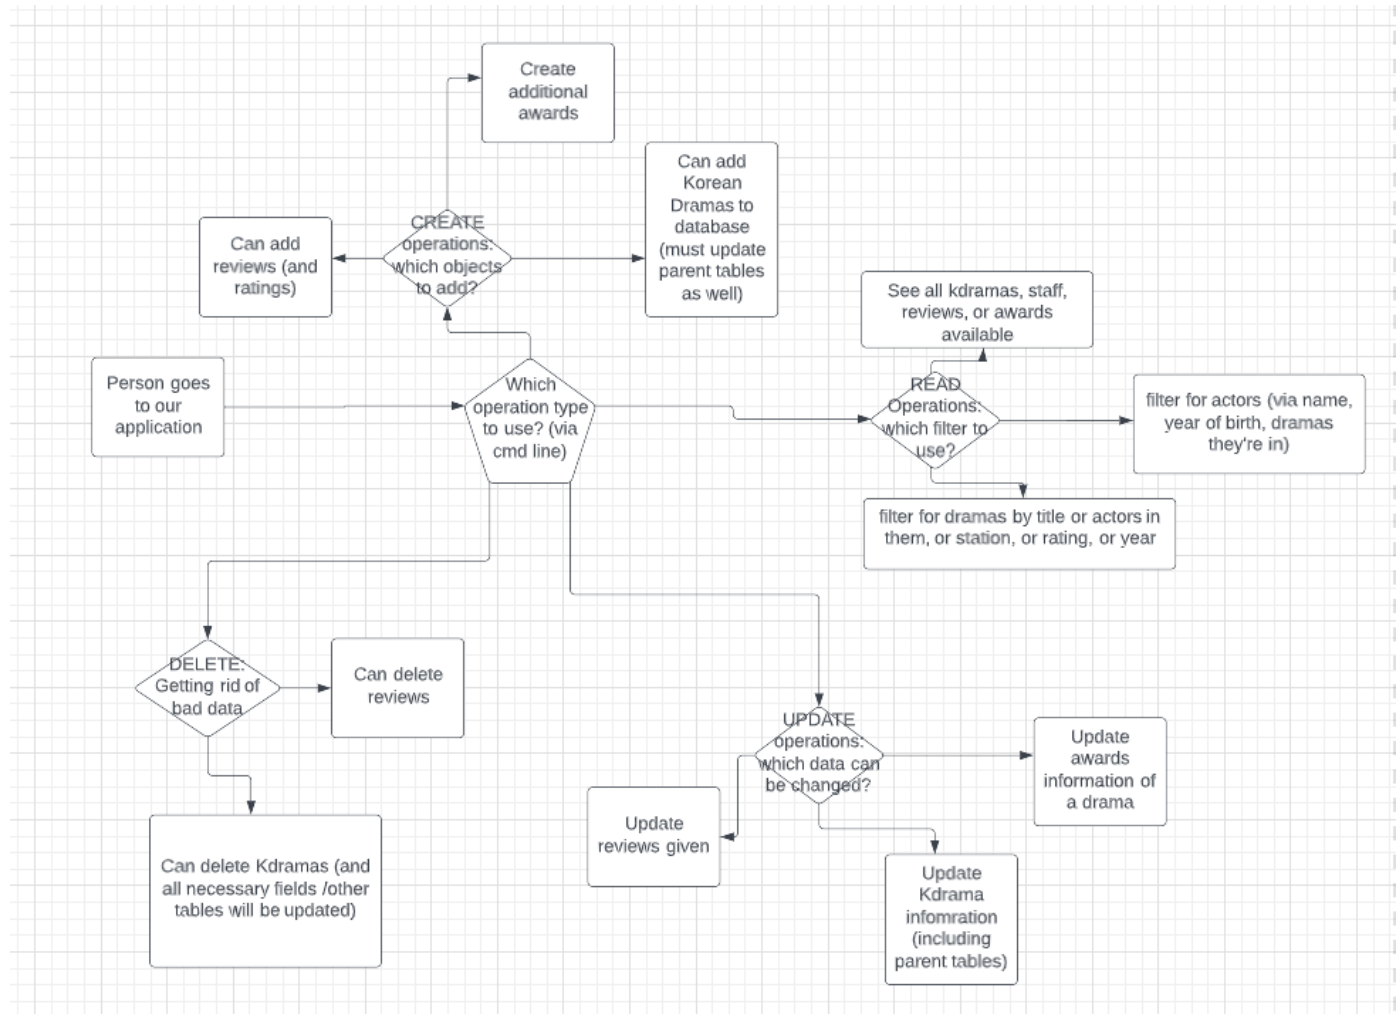 Create
additional
awards
Can add
Korean
Dramas to
database
(must update
parent tables
as well)
CREATE
operations:
which objects
to add?
Can add
reviews (and
ratings)
See all kdramas, staff,
reviews, or awards
available
Person goes
to our
application
Which
operation type
to use? (via
cmd line)
READ
Operations:
which filter to
use?
filter for actors (via name,
year of birth, dramas
they're in)
filter for dramas by title or actors in
them, or station, or rating, or year
DELETE:
Getting rid of
bad data
Can delete
reviews
UPDATE
operations:
which data can
be changed?
Update
awards
information of
a drama
Update
reviews given
Can delete Kdramas (and
all necessary fields /other
tables will be updated)
Update
Kdrama
infomration
(including
parent tables)